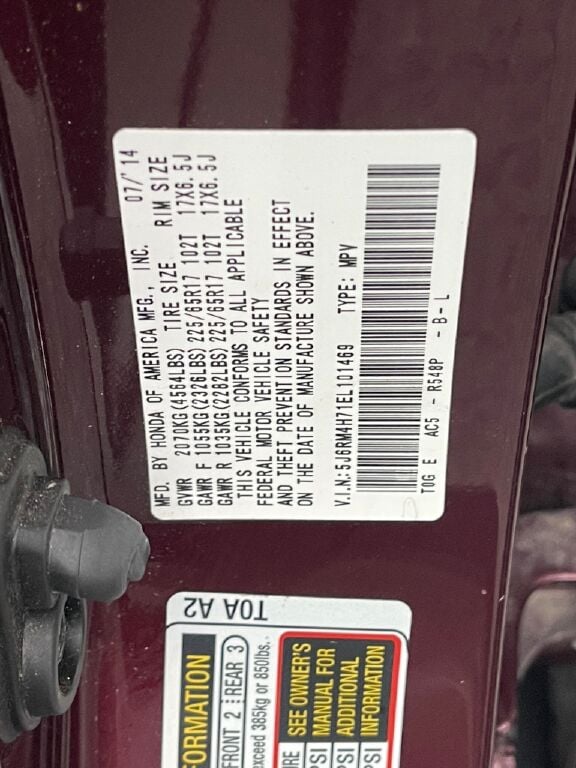 MFD. BY HONDA OF AMERICA MFG., INC. 07/'14
GVWR 2070KG(4564LBS) TIRE SIZE RIM SIZE
GAWR F 1055KG(2326LBS) 225/65R17 102T 17X6.5J
GAWR R 1035KG(2282LBS) 225/65R17 102T 17X6.5J
THIS VEHICLE CONFORMS TO ALL APPLICABLE
FEDERAL MOTOR VEHICLE SAFETY
AND THEFT PREVENTION STANDARDS IN EFFECT
ON THE DATE OF MANUFACTURE SHOWN ABOVE.
V.I.N.:5J6RM4H71EL101469 TYPE: MPV
T0G E AC5 - R548P - B - L
T0A A2
FORMATION
FRONT 2 REAR 3
exceed 385kg or 850lbs.
SEE OWNER'S
MANUAL FOR
ADDITIONAL
INFORMATION
PSI
PSI
PSI